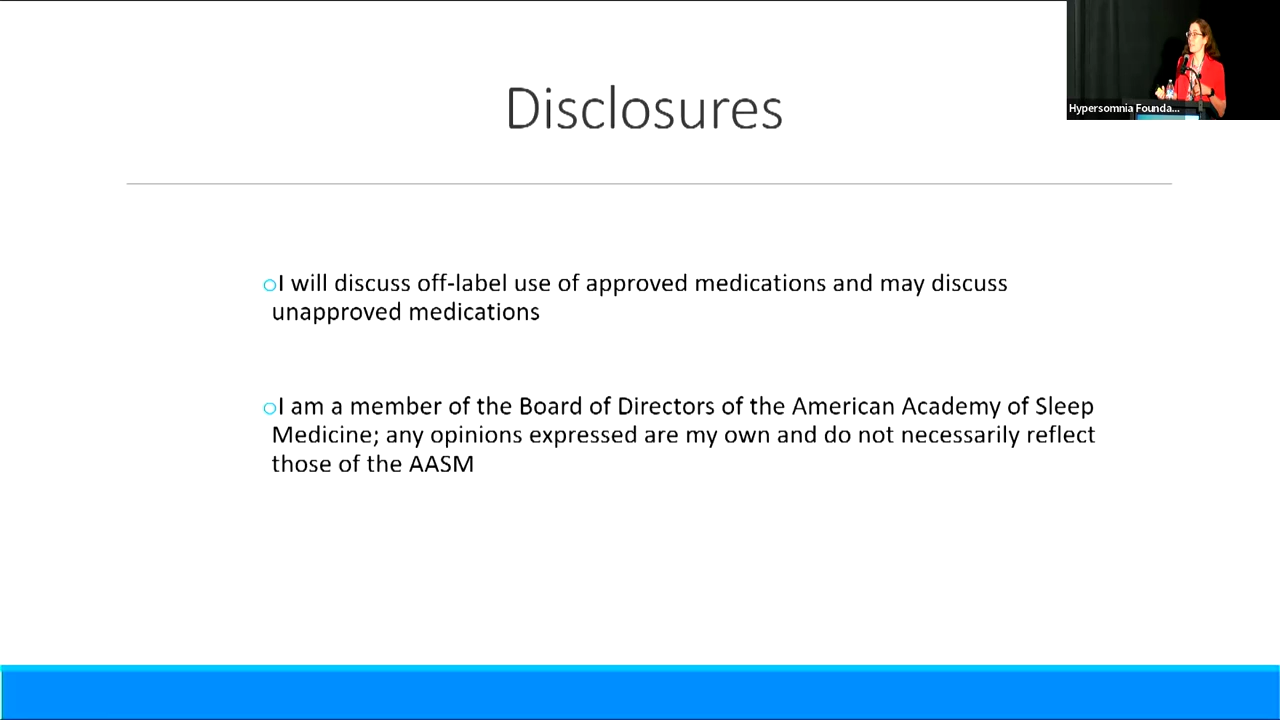 Hypersomnia Founda...
Disclosures
oI will discuss off-label use of approved medications and may discuss
unapproved medications
oI am a member of the Board of Directors of the American Academy of Sleep
Medicine; any opinions expressed are my own and do not necessarily reflect
those of the AASM